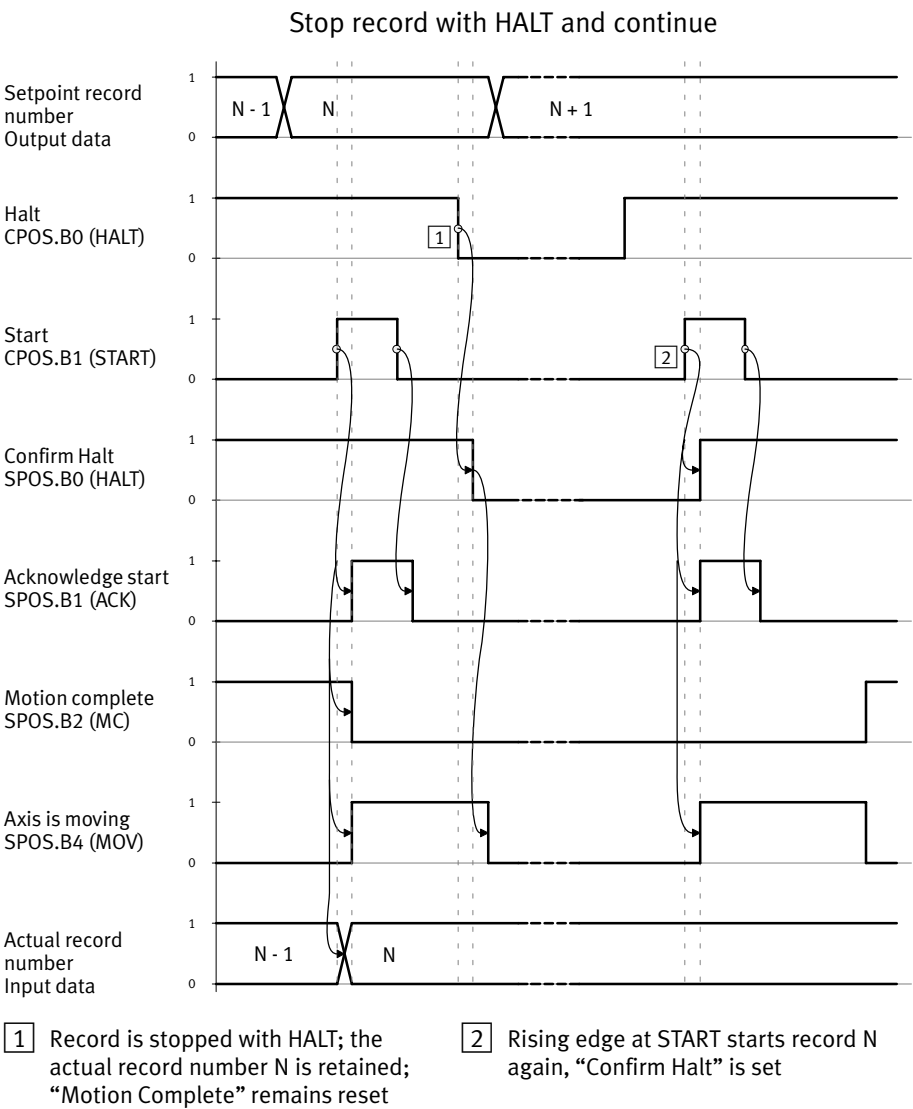 Stop record with HALT and continue
Setpoint record
number
Output data
1
0
N - 1
N
N + 1
Halt
CPOS.B0 (HALT)
1
0
1
Start
CPOS.B1 (START)
1
0
2
Confirm Halt
SPOS.B0 (HALT)
1
0
Acknowledge start
SPOS.B1 (ACK)
1
0
Motion complete
SPOS.B2 (MC)
1
0
Axis is moving
SPOS.B4 (MOV)
1
0
Actual record
number
Input data
1
0
N - 1
N
1 Record is stopped with HALT; the
actual record number N is retained;
“Motion Complete” remains reset
2 Rising edge at START starts record N
again, “Confirm Halt” is set